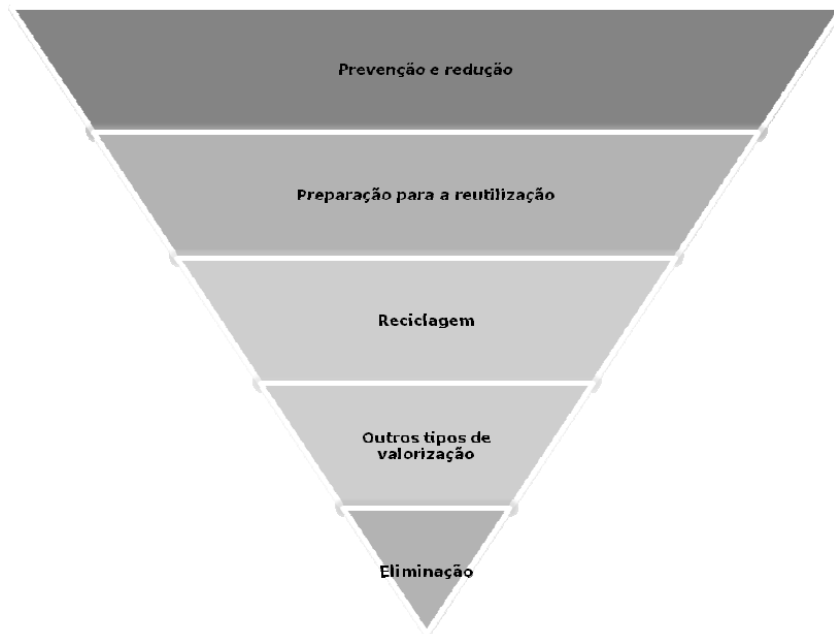 Prevenção e redução
Preparação para a reutilização
Reciclagem
Outros tipos de
valorização
Eliminação